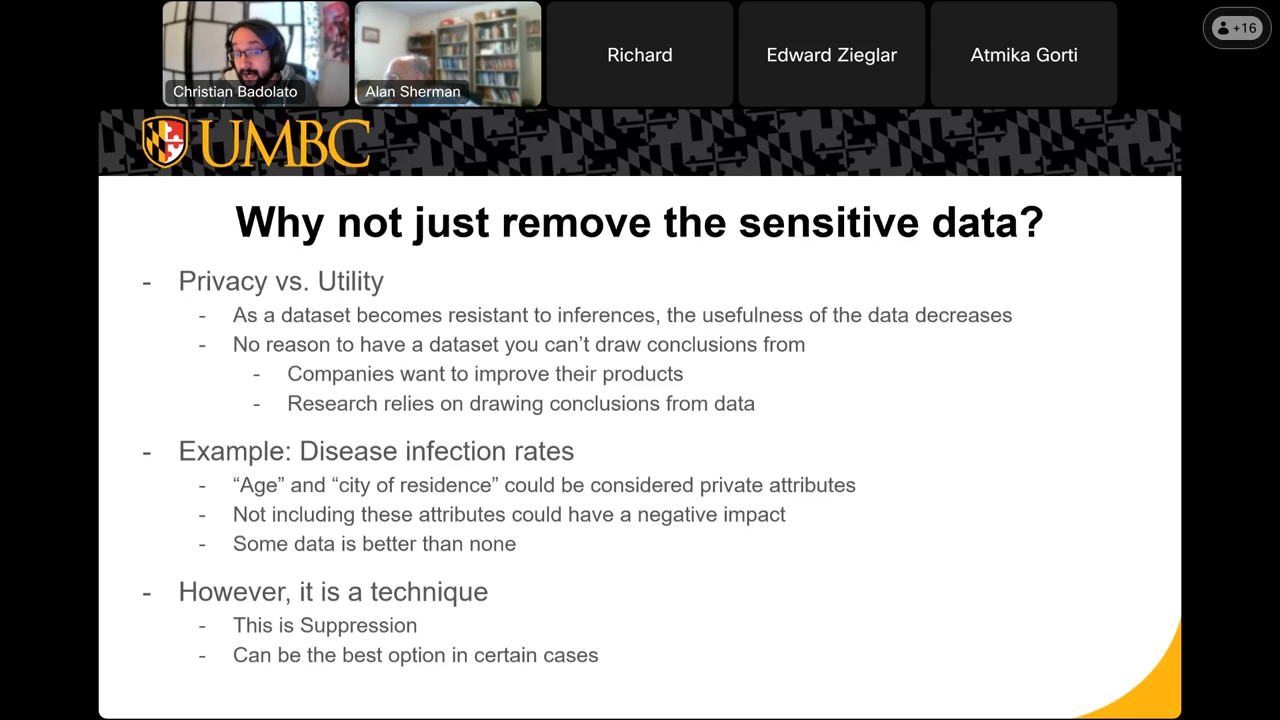 +16
Christian Badolato
Alan Sherman
Richard
Edward Zieglar
Atmika Gorti
UMBC
Why not just remove the sensitive data?
- Privacy vs. Utility
- As a dataset becomes resistant to inferences, the usefulness of the data decreases
- No reason to have a dataset you can’t draw conclusions from
- Companies want to improve their products
- Research relies on drawing conclusions from data
- Example: Disease infection rates
- “Age” and “city of residence” could be considered private attributes
- Not including these attributes could have a negative impact
- Some data is better than none
- However, it is a technique
- This is Suppression
- Can be the best option in certain cases